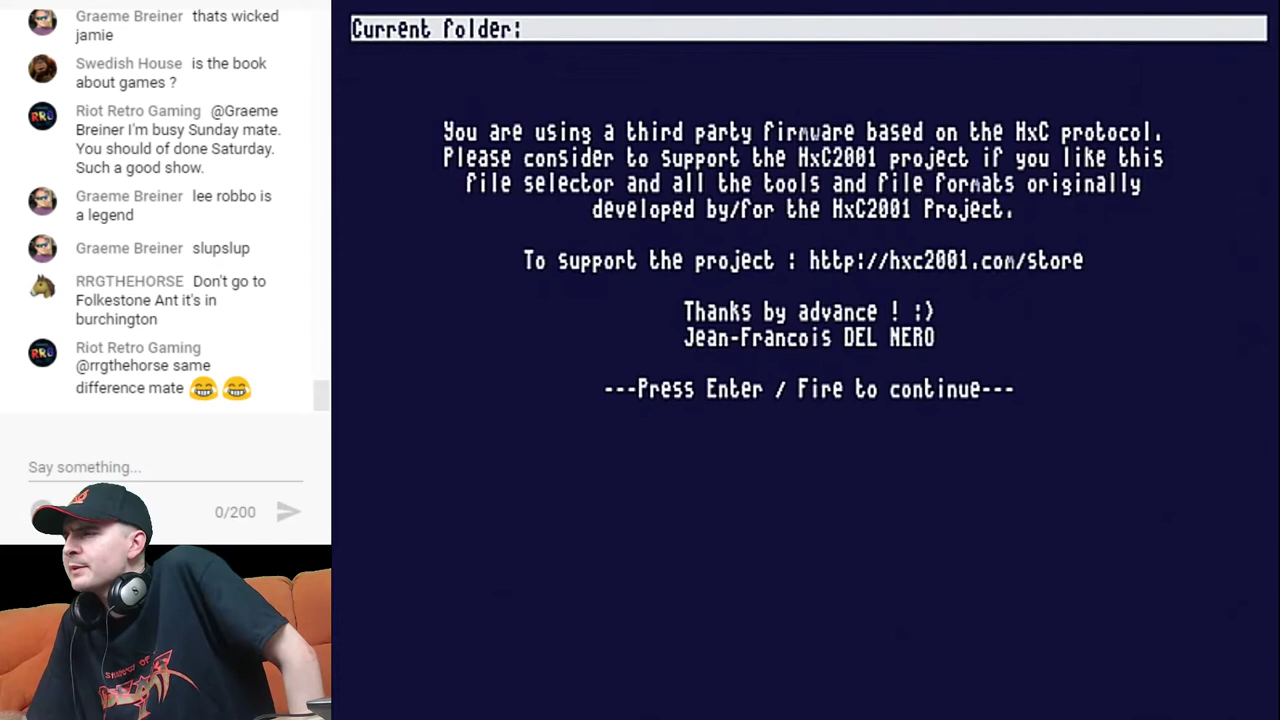 Graeme Breiner thats wicked
jamie
Swedish House is the book
about games ?
Riot Retro Gaming @Graeme
Breiner I'm busy Sunday mate.
You should of done Saturday.
Such a good show.
Graeme Breiner lee robbo is
a legend
Graeme Breiner slupslup
RRGTHEHORSE Don't go to
Folkestone Ant it's in
burchington
Riot Retro Gaming
@rrgthehorse same
difference mate 😂 😂
Say something...
0/200
Current folder:
You are using a third party firmware based on the HxC protocol.
Please consider to support the HxC2001 project if you like this
file selector and all the tools and file formats originally
developed by/for the HxC2001 Project.
To support the project : http://hxc2001.com/store
Thanks by advance ! :)
Jean-Francois DEL NERO
---Press Enter / Fire to continue---